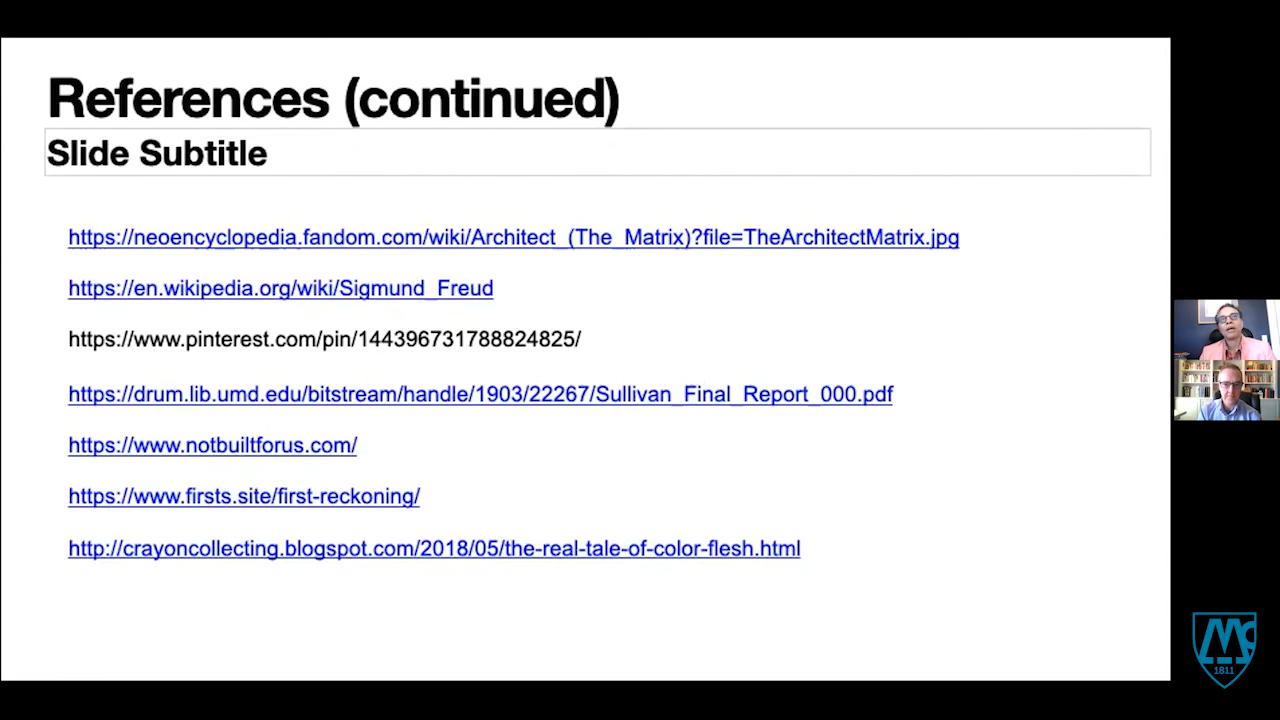 References (continued)
Slide Subtitle
https://neoencyclopedia.fandom.com/wiki/Architect_(The_Matrix)?file=TheArchitectMatrix.jpg
https://en.wikipedia.org/wiki/Sigmund_Freud
https://www.pinterest.com/pin/144396731788824825/
https://drum.lib.umd.edu/bitstream/handle/1903/22267/Sullivan_Final_Report_000.pdf
https://www.notbuiltforus.com/
https://www.firsts.site/first-reckoning/
http://crayoncollecting.blogspot.com/2018/05/the-real-tale-of-color-flesh.html
1811